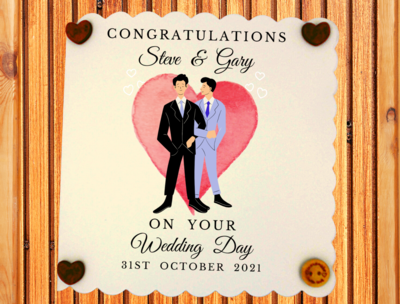 CONGRATULATIONS
Steve & Gary
ON YOUR
Wedding Day
31ST OCTOBER 2021